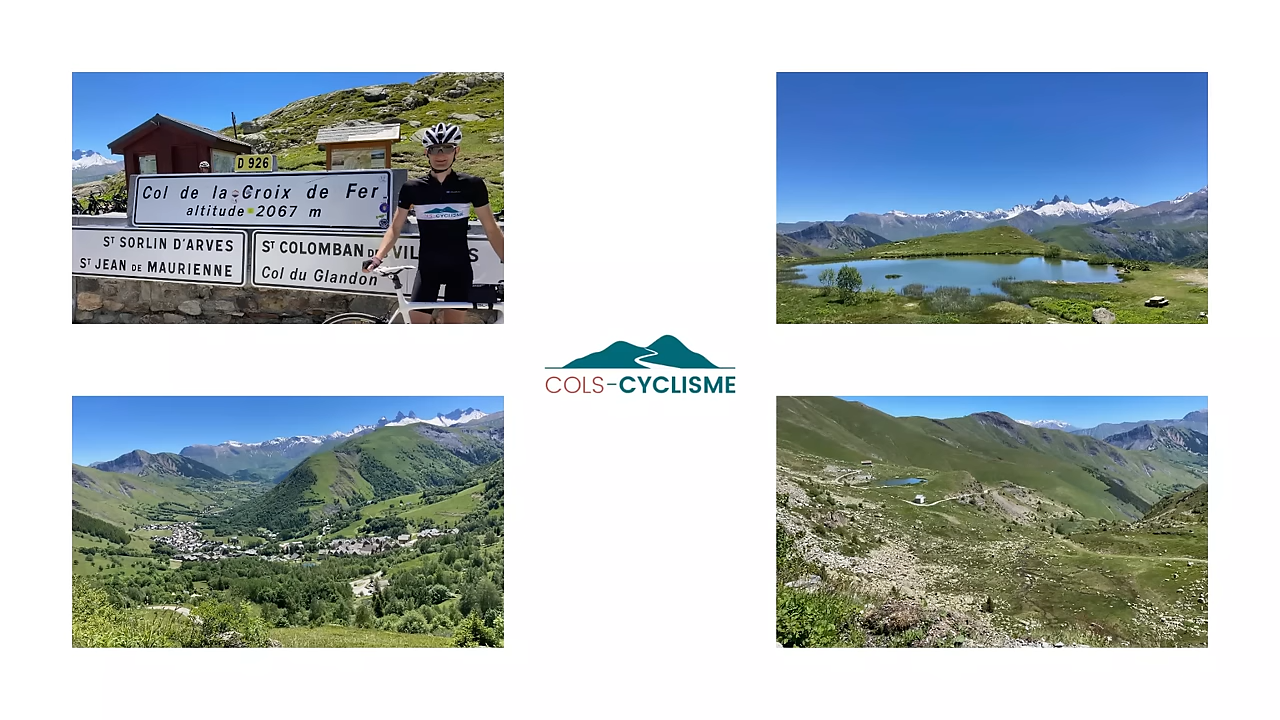 D 926
Col de la Croix de Fer
altitude 2067 m
ST SORLIN D'ARVES
ST JEAN DE MAURIENNE
ST COLOMBAN
Col du Glandon
CYCLISME
COLS-CYCLISME